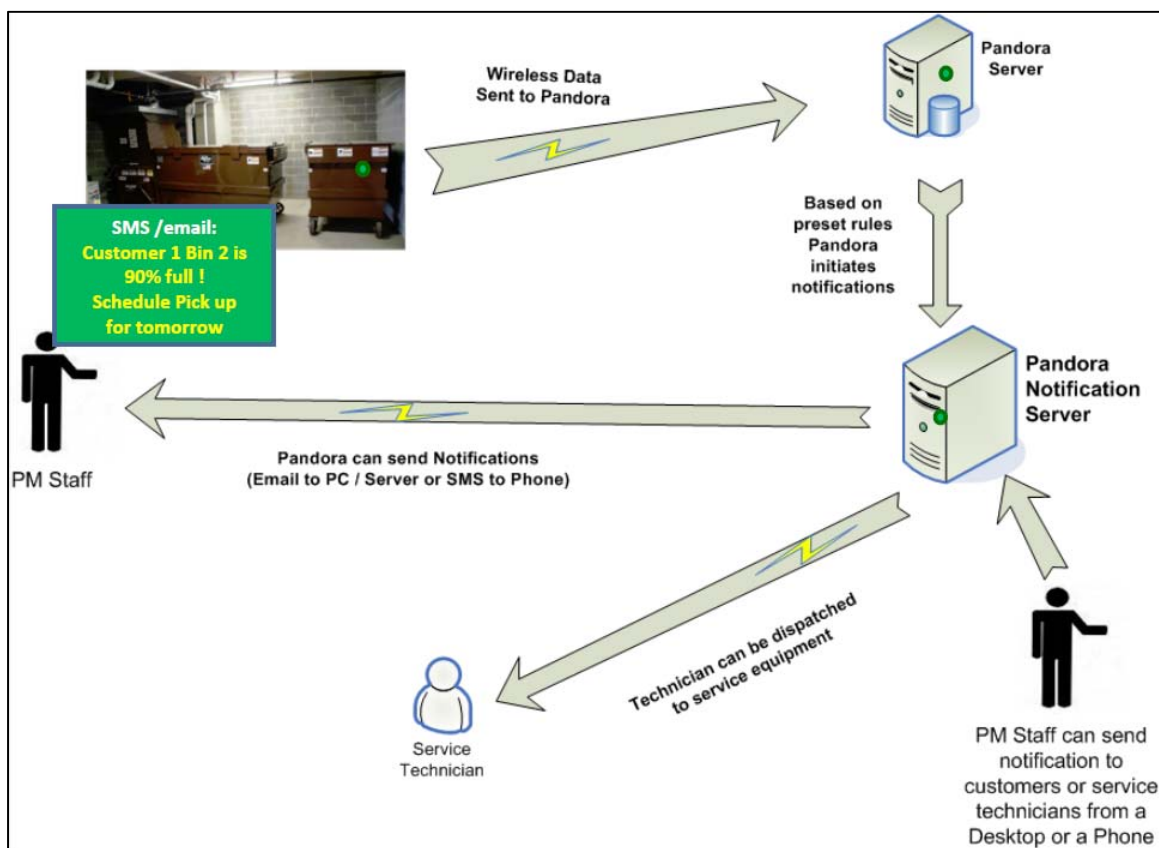 Wireless Data
Sent to Pandora
Pandora
Server
SMS /email:
Customer 1 Bin 2 is
90% full !
Schedule Pick up
for tomorrow
Based on
preset rules
Pandora
initiates
notifications
Pandora
Notification
Server
PM Staff
Pandora can send Notifications
(Email to PC / Server or SMS to Phone)
Technician can be dispatched
to service equipment
Service
Technician
PM Staff can send
notification to
customers or service
technicians from a
Desktop or a Phone